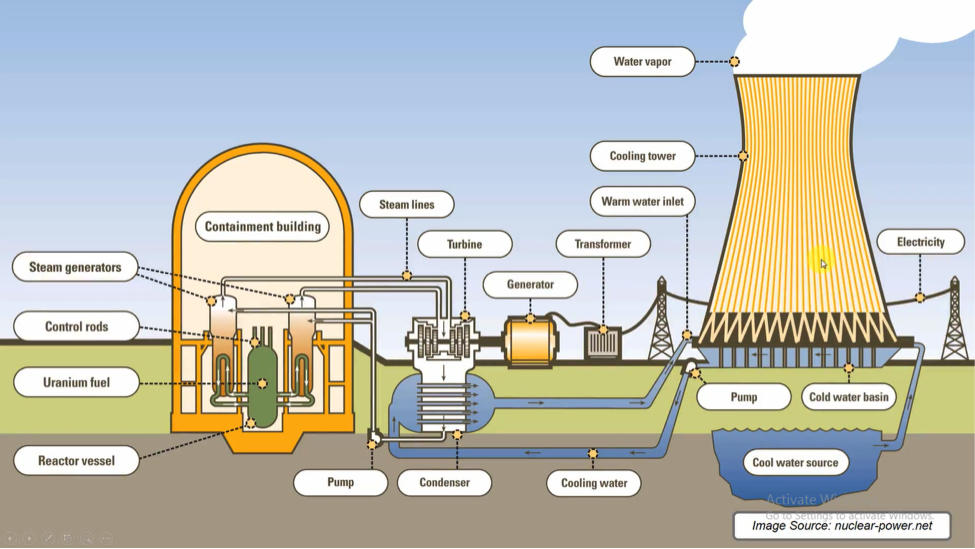 Water vapor
Cooling tower
Steam lines
Warm water inlet
Containment building
Turbine
Transformer
Electricity
Steam generators
Generator
Control rods
Uranium fuel
Pump
Cold water basin
Reactor vessel
Cool water source
Pump
Condenser
Cooling water
Activate Wi
Go to Settings to activate Windows.
Image Source: nuclear-power.net